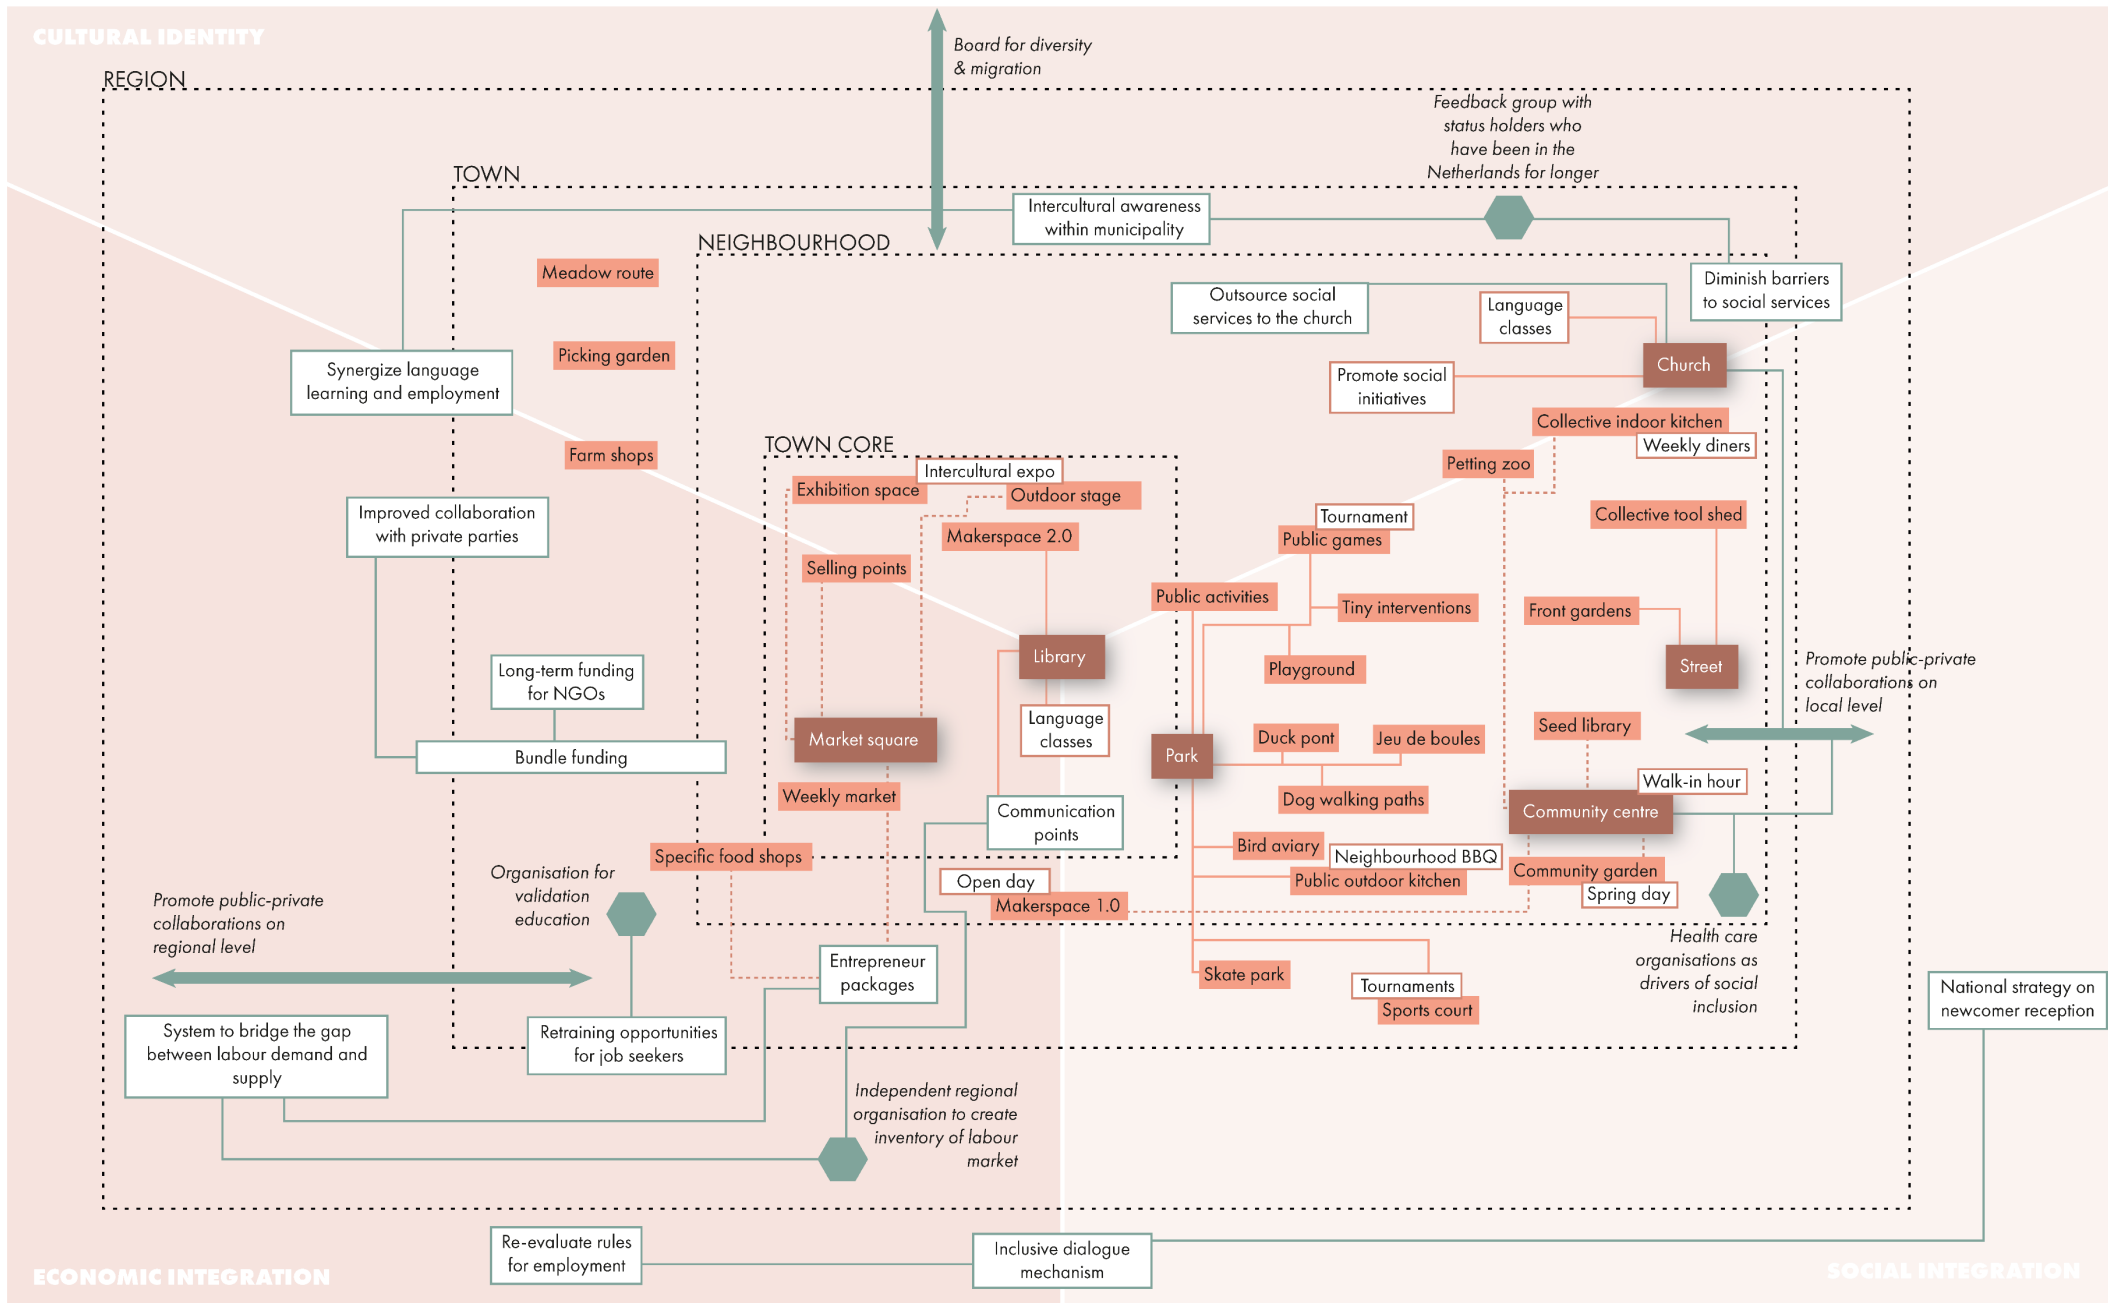 CULTURAL IDENTITY
Board for diversity
& migration
REGION
Feedback group with
status holders who
have been in the
Netherlands for longer
TOWN
Intercultural awareness
within municipality
NEIGHBOURHOOD
Meadow route
Diminish barriers
to social services
Outsource social
services to the church
Language
classes
Synergize language
learning and employment
Picking garden
Church
Promote social
initiatives
Collective indoor kitchen
Weekly diners
TOWN CORE
Farm shops
Petting zoo
Intercultural expo
Exhibition space
Outdoor stage
Improved collaboration
with private parties
Tournament
Public games
Collective tool shed
Makerspace 2.0
Selling points
Public activities
Tiny interventions
Front gardens
Library
Playground
Street
Promote public-private
collaborations on
local level
Long-term funding
for NGOs
Language
classes
Market square
Seed library
Duck pont
Jeu de boules
Park
Bundle funding
Walk-in hour
Weekly market
Dog walking paths
Communication
points
Community centre
Specific food shops
Bird aviary
Neighbourhood BBQ
Public outdoor kitchen
Community garden
Spring day
Organisation for
validation
education
Open day
Makerspace 1.0
Promote public-private
collaborations on
regional level
Health care
organisations as
drivers of social
inclusion
Entrepreneur
packages
Skate park
Tournaments
Sports court
National strategy on
newcomer reception
System to bridge the gap
between labour demand and
supply
Retraining opportunities
for job seekers
Independent regional
organisation to create
inventory of labour
market
Re-evaluate rules
for employment
Inclusive dialogue
mechanism
ECONOMIC INTEGRATION
SOCIAL INTEGRATION